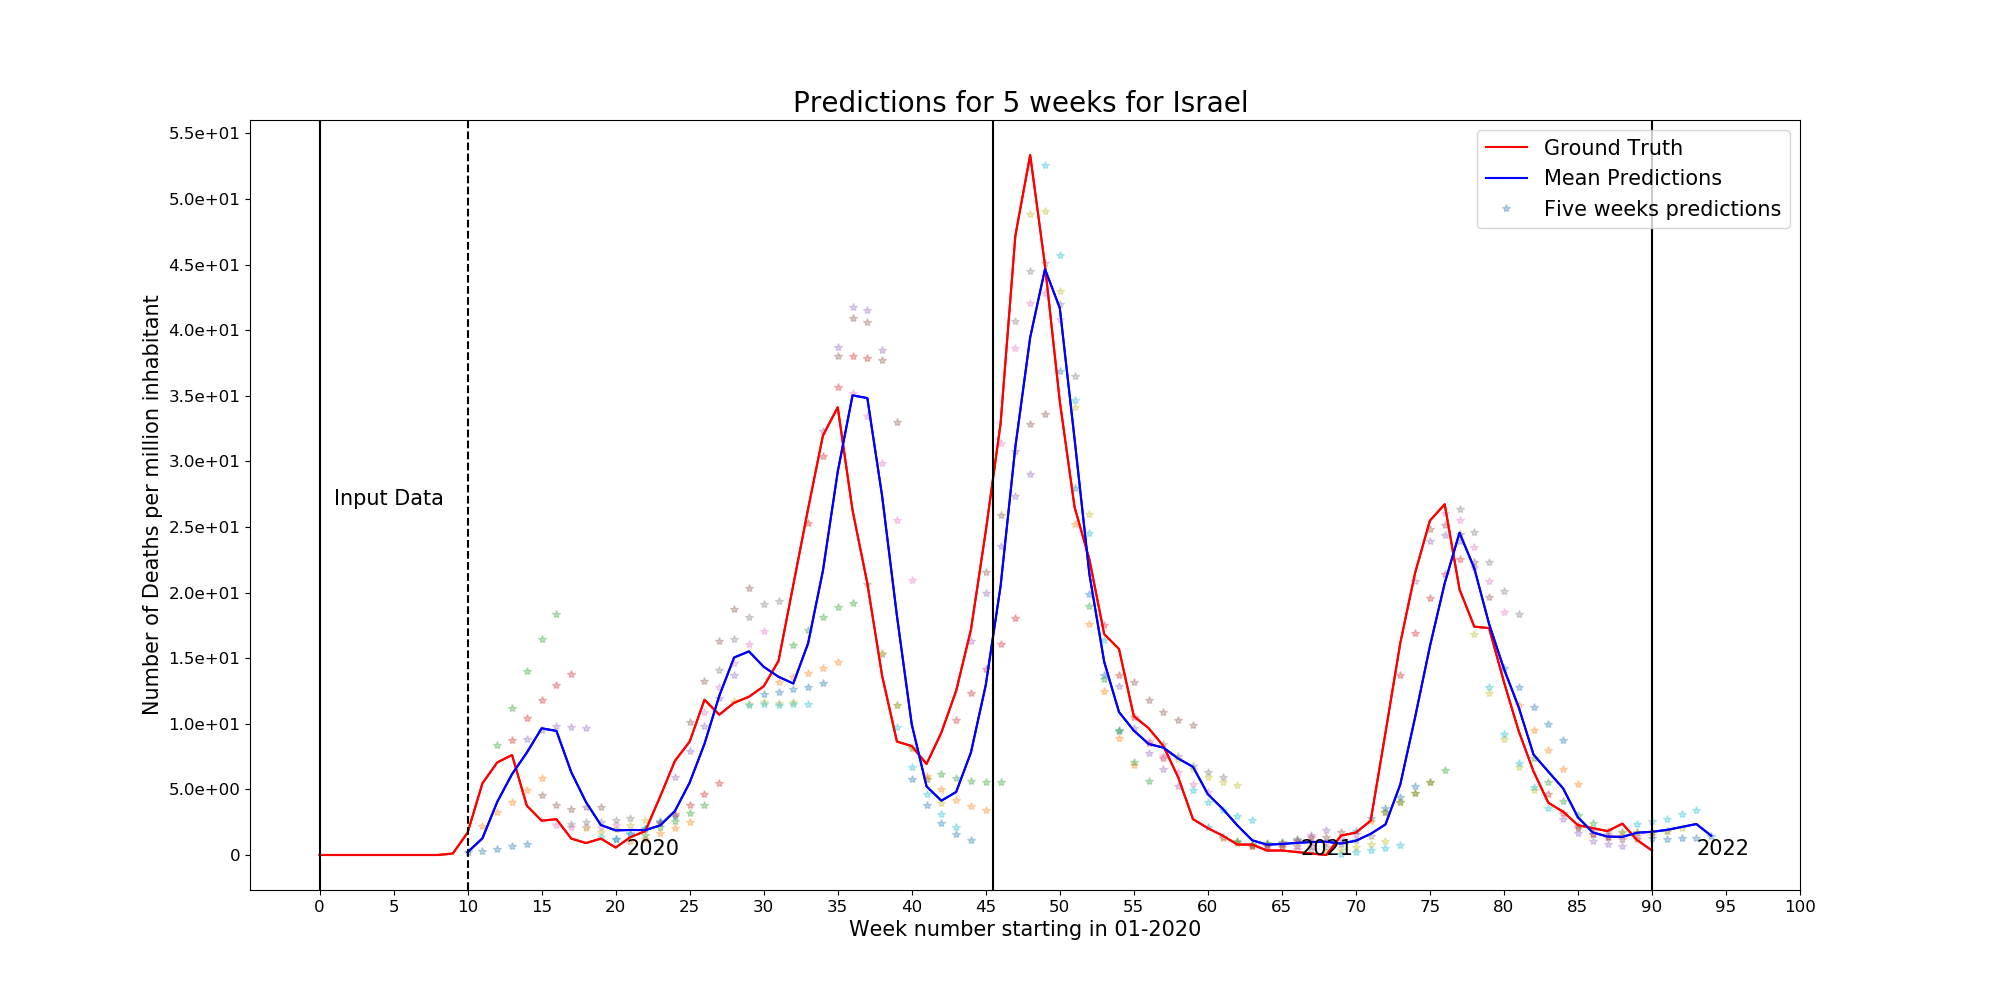 Predictions for 5 weeks for Israel
5.5e+01
5.0e+01
4.5e+01
4.0e+01
3.5e+01
3.0e+01
2.5e+01
2.0e+01
1.5e+01
1.0e+01
5.0e+00
0
Number of Deaths per million inhabitant
Ground Truth
Mean Predictions
Five weeks predictions
Input Data
2020
2021
2022
0 5 10 15 20 25 30 35 40 45 50 55 60 65 70 75 80 85 90 95 100
Week number starting in 01-2020